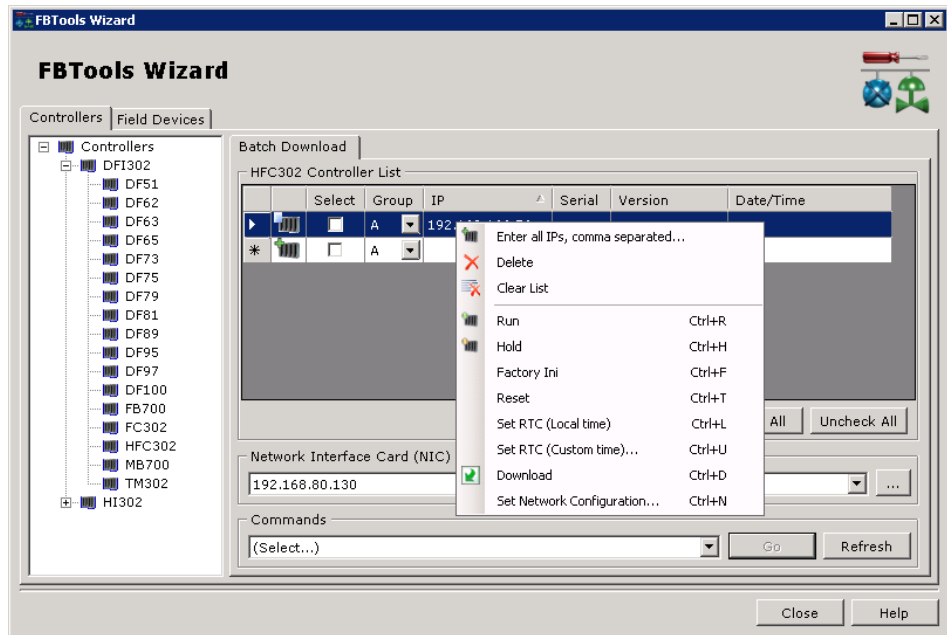 FBTools Wizard
FBTools Wizard
Controllers Field Devices
Controllers
DFI302
DF51
DF62
DF63
DF65
DF73
DF75
DF79
DF81
DF89
DF95
DF97
DF100
FB700
FC302
HFC302
MB700
TM302
HI302
Batch Download
HFC302 Controller List
Select Group IP Serial Version Date/Time
A
* A
Enter all IPs, comma separated...
Delete
Clear List
Run Ctrl+R
Hold Ctrl+H
Factory Ini Ctrl+F
Reset Ctrl+T
Set RTC (Local time) Ctrl+L
Set RTC (Custom time)... Ctrl+U
Download Ctrl+D
Set Network Configuration... Ctrl+N
All Uncheck All
Network Interface Card (NIC)
192.168.80.130 ...
Commands
(Select...) Go Refresh
Close Help